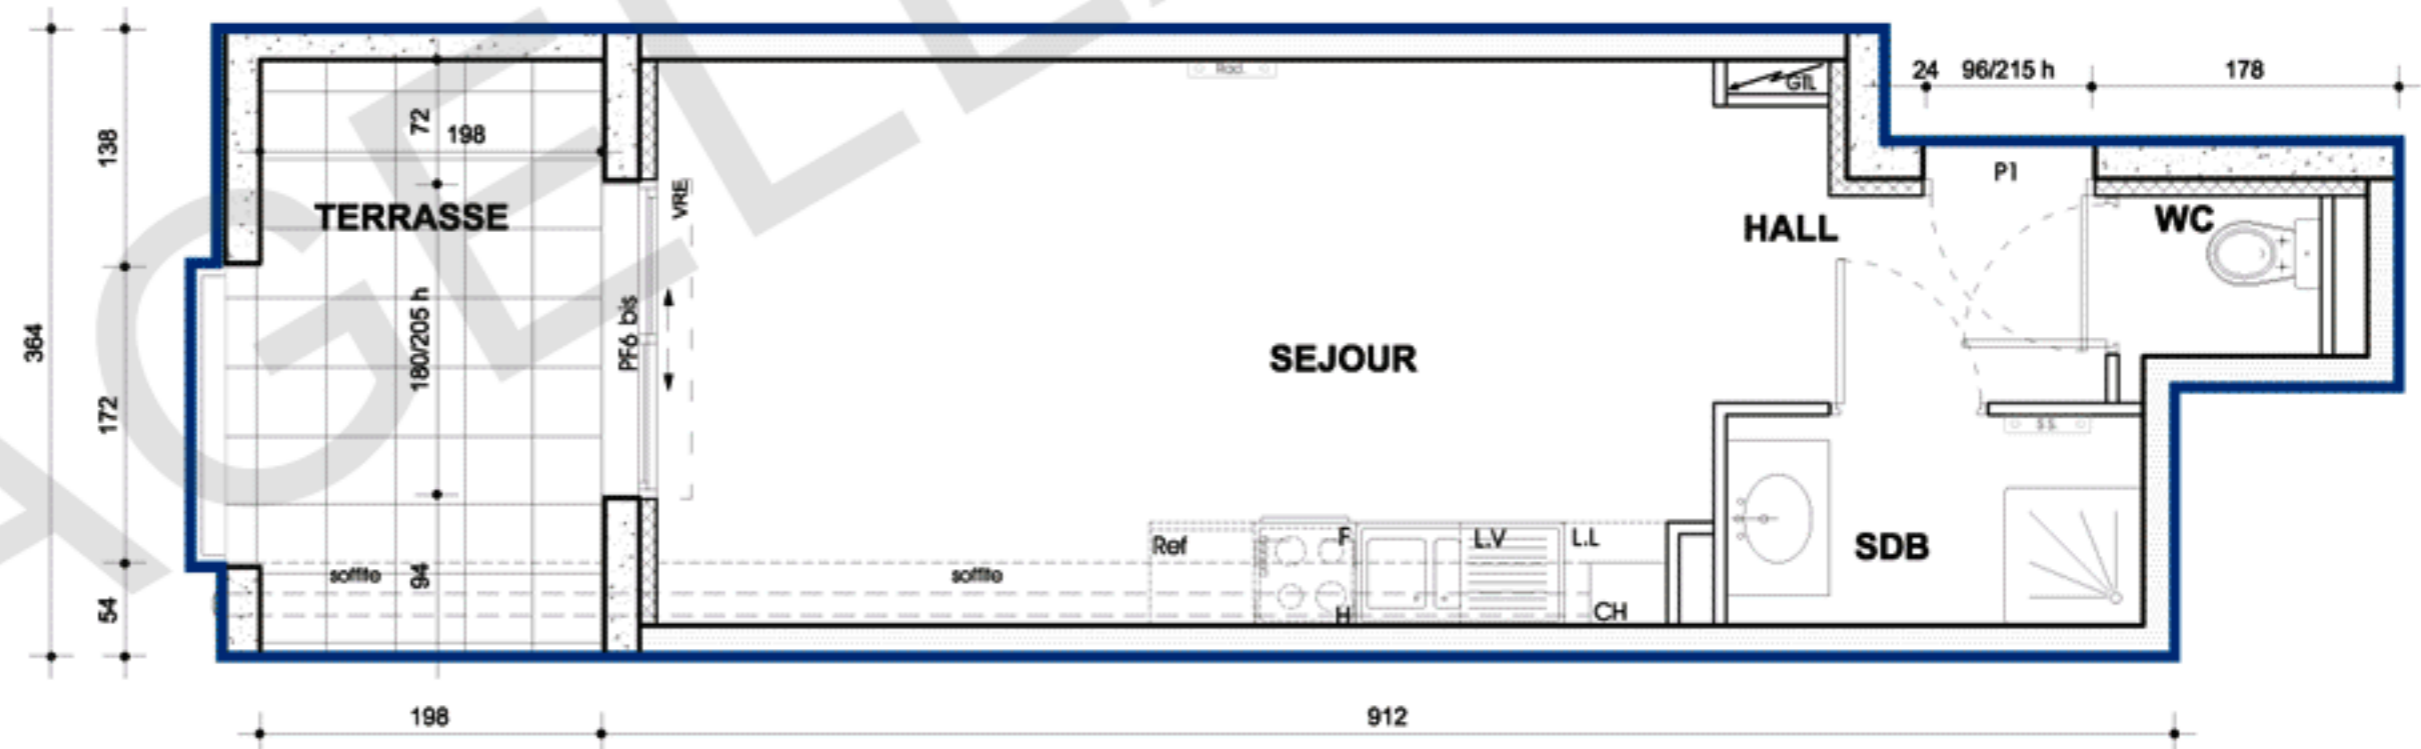 AGELL
24 96/215 h 178
Rad.
GTL
138
72
198
P1
TERRASSE
VRE
HALL
WC
364
180/205 h
PF6 bis
SEJOUR
172
S.S.
Ref
F
L.V
L.L
SDB
soffite
94
soffite
54
H
CH
198
912